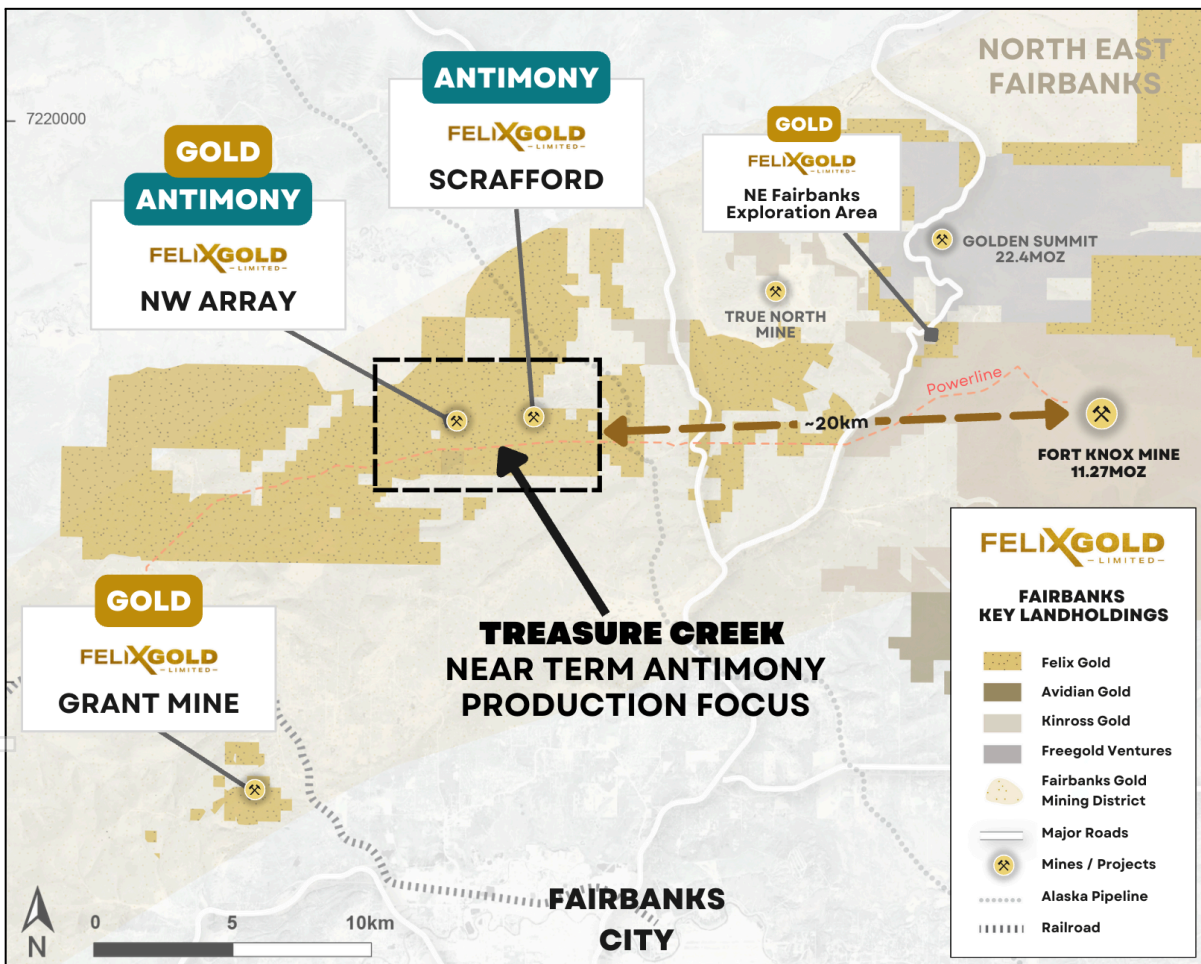 NORTH EAST
FAIRBANKS
7220000
ANTIMONY
FELIXGOLD
LIMITED
SCRAFFORD
GOLD
ANTIMONY
FELIXGOLD
LIMITED
NW ARRAY
GOLD
FELIXGOLD
LIMITED
NE Fairbanks
Exploration Area
GOLDEN SUMMIT
22.4MOZ
TRUE NORTH
MINE
Powerline
~20km
FORT KNOX MINE
11.27MOZ
GOLD
FELIXGOLD
LIMITED
GRANT MINE
TREASURE CREEK
NEAR TERM ANTIMONY
PRODUCTION FOCUS
FAIRBANKS
CITY
N
0 5 10km
FELIXGOLD
LIMITED
FAIRBANKS
KEY LANDHOLDINGS
Felix Gold
Avidian Gold
Kinross Gold
Freegold Ventures
Fairbanks Gold
Mining District
Major Roads
Mines / Projects
Alaska Pipeline
Railroad